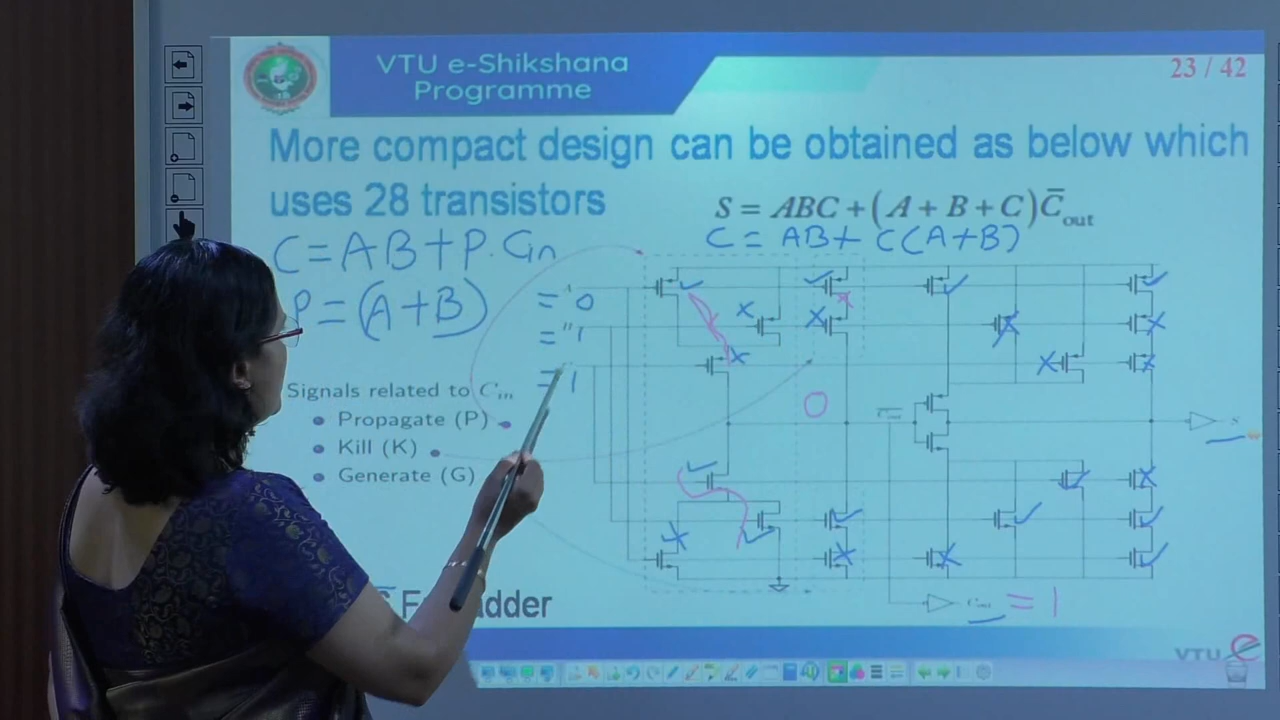 VTU e-Shikshana
Programme
23 / 42
More compact design can be obtained as below which
uses 28 transistors
S = ABC + (A + B + C) C̅out
C = AB + P. Cin
C = AB + C(A+B)
P = (A+B)
= 0
= 1
= 1
Signals related to Cin
• Propagate (P)
• Kill (K)
• Generate (G)
0
S
= 1
adder
VTU e